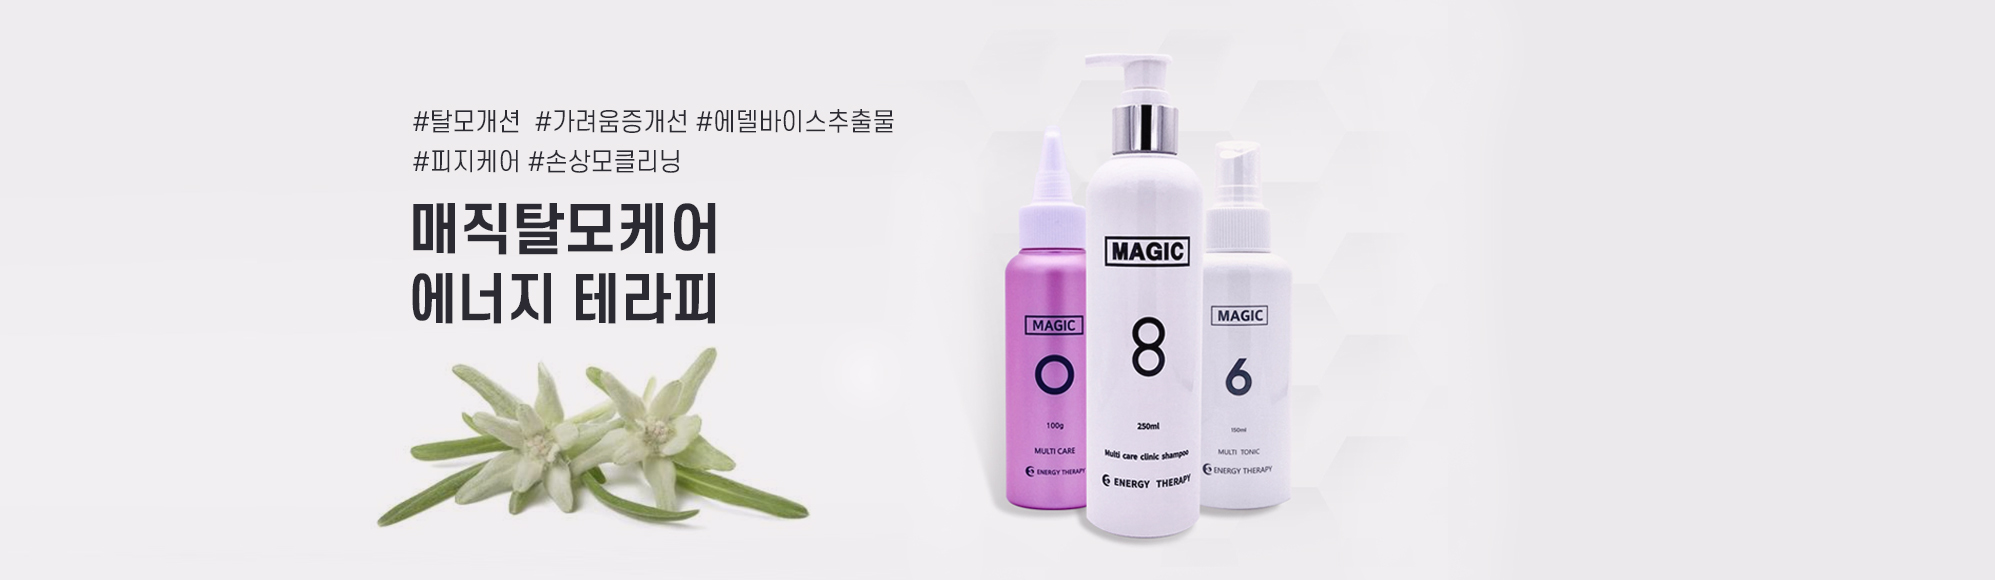 #탈모개션 #가려움증개선 #에델바이스추출물
#피지케어 #손상모클리닝
매직탈모케어
에너지 테라피
MAGIC
O
100g
MULTI CARE
ENERGY THERAPY
MAGIC
8
250ml
Multi care clinic shampoo
ENERGY THERAPY
MAGIC
6
150ml
MULTI TONIC
ENERGY THERAPY